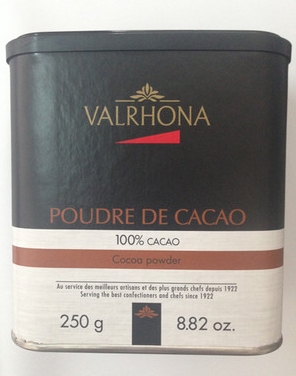 VALRHONA
POUDRE DE CACAO
100% CACAO
Cocoa powder
Au service des meilleurs artisans et des plus grands chefs depuis 1922
Serving the best confectioners and chefs since 1922
250 g 8.82 oz.